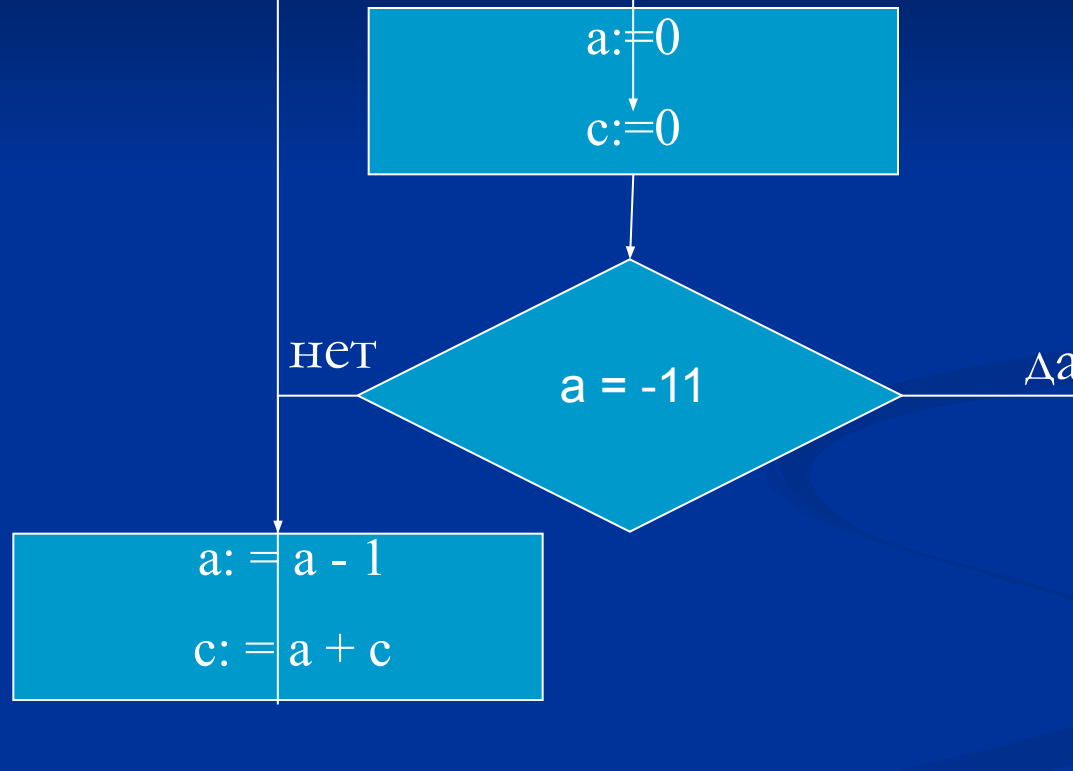 a:=0
c:=0
нет
да
a = -11
a: = a - 1
c: = a + c